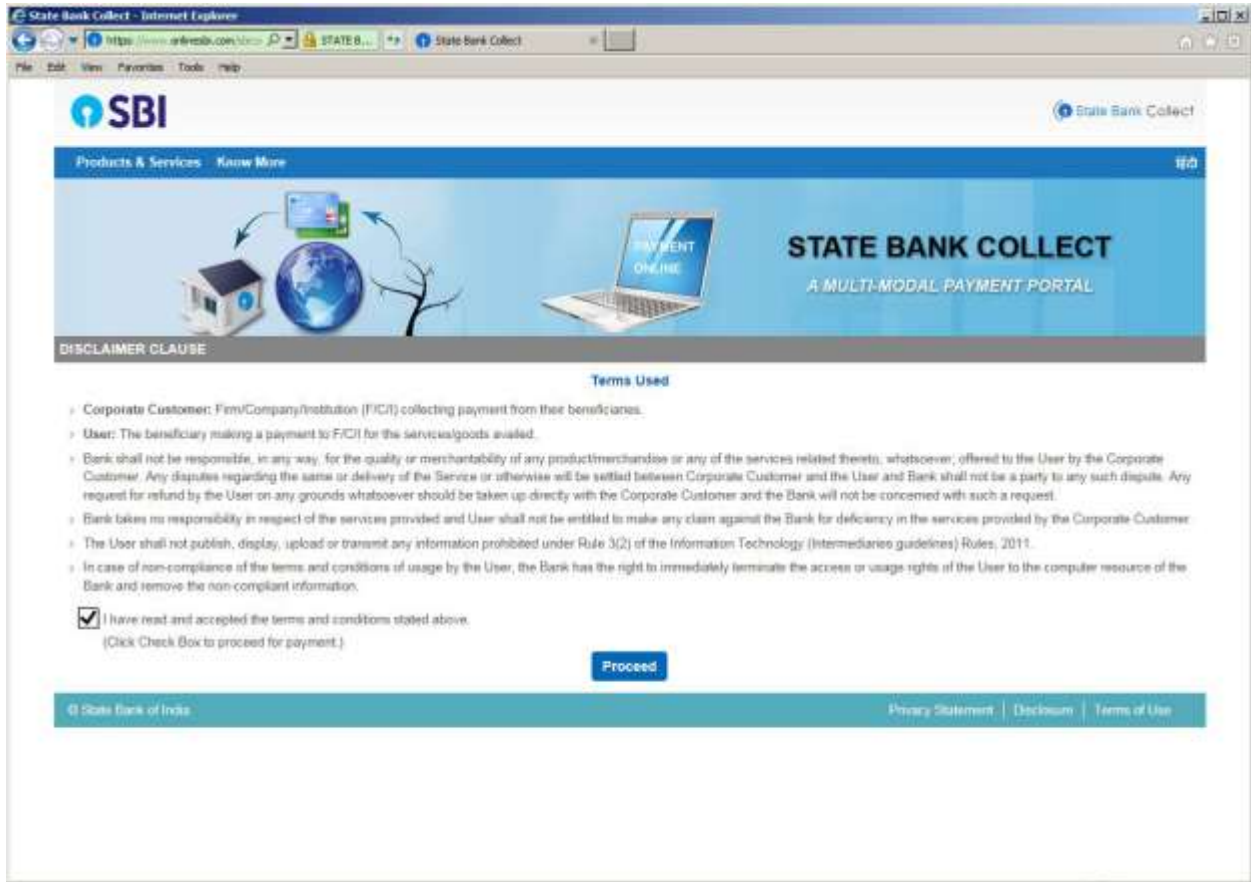 State Bank Collect - Internet Explorer
STATE B...
State Bank Collect
File Edit View Favorites Tools Help
SBI
State Bank Collect
Products & Services Know More
हिंदी
PAYMENT
ONLINE
STATE BANK COLLECT
A MULTI-MODAL PAYMENT PORTAL
DISCLAIMER CLAUSE
Terms Used
Corporate Customer: Firm/Company/Institution (F/C/I) collecting payment from their beneficiaries.
User: The beneficiary making a payment to F/C/I for the services/goods availed.
Bank shall not be responsible, in any way, for the quality or merchantability of any product/merchandise or any of the services related thereto, whatsoever, offered to the User by the Corporate
Customer. Any disputes regarding the same or delivery of the Service or otherwise will be settled between Corporate Customer and the User and Bank shall not be a party to any such dispute. Any
request for refund by the User on any grounds whatsoever should be taken up directly with the Corporate Customer and the Bank will not be concerned with such a request.
Bank takes no responsibility in respect of the services provided and User shall not be entitled to make any claim against the Bank for deficiency in the services provided by the Corporate Customer
The User shall not publish, display, upload or transmit any information prohibited under Rule 3(2) of the Information Technology (Intermediaries guidelines) Rules, 2011.
In case of non-compliance of the terms and conditions of usage by the User, the Bank has the right to immediately terminate the access or usage rights of the User to the computer resource of the
Bank and remove the non-compliant information.
I have read and accepted the terms and conditions stated above.
(Click Check Box to proceed for payment.)
Proceed
© State Bank of India
Privacy Statement | Disclosure | Terms of Use